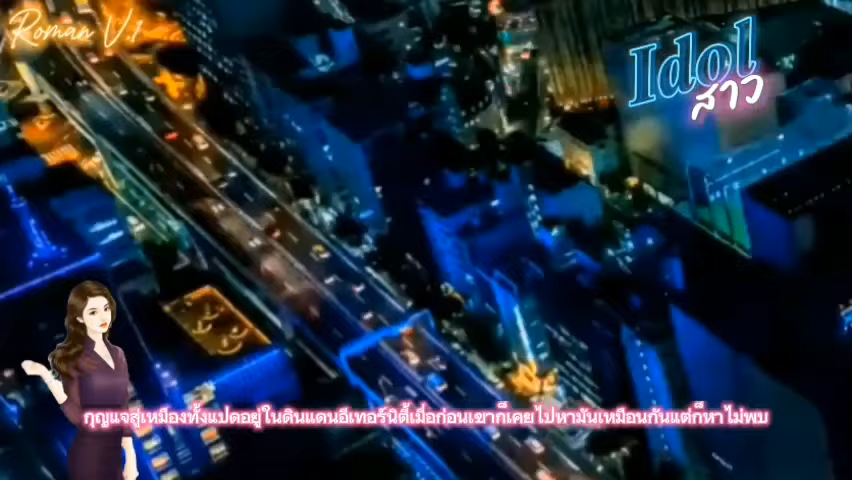 Roman V.1
Idol
สาว
กุญแจสู่เหมืองทั้งแปดอยู่ในดินแดนอีเทอร์นิตี้เมื่อก่อนเขาก็เคยไปหามันเหมือนกันแต่ก็หาไม่พบ